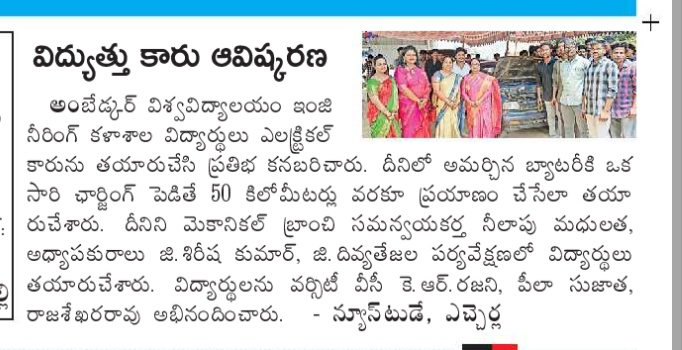 విద్యుత్తు కారు ఆవిష్కరణ
అంబేడ్కర్ విశ్వవిద్యాలయం ఇంజి
నీరింగ్ కళాశాల విద్యార్థులు ఎలక్ట్రికల్
కారును తయారుచేసి ప్రతిభ కనబరిచారు. దీనిలో అమర్చిన బ్యాటరీకి ఒక
సారి ఛార్జింగ్ పెడితే 50 కిలోమీటర్లు వరకూ ప్రయాణం చేసేలా తయా
రుచేశారు. దీనిని మెకానికల్ బ్రాంచి సమన్వయకర్త నీలాపు మధులత,
అధ్యాపకురాలు జి.శిరీష కుమార్, జి.దివ్యతేజల పర్యవేక్షణలో విద్యార్థులు
తయారుచేశారు. విద్యార్థులను వర్సిటీ వీసీ కె.ఆర్.రజని, పీలా సుజాత,
రాజశేఖరరావు అభినందించారు. - న్యూస్‌టుడే, ఎచ్చెర్ల